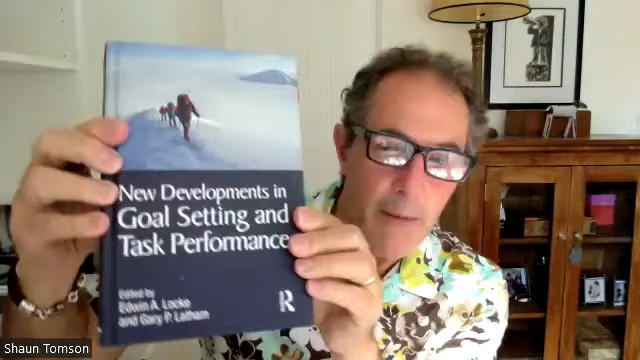 New Developments in
Goal Setting and
Task Performance
Edited by
Edwin A. Locke
and Gary P. Latham
R
Shaun Tomson